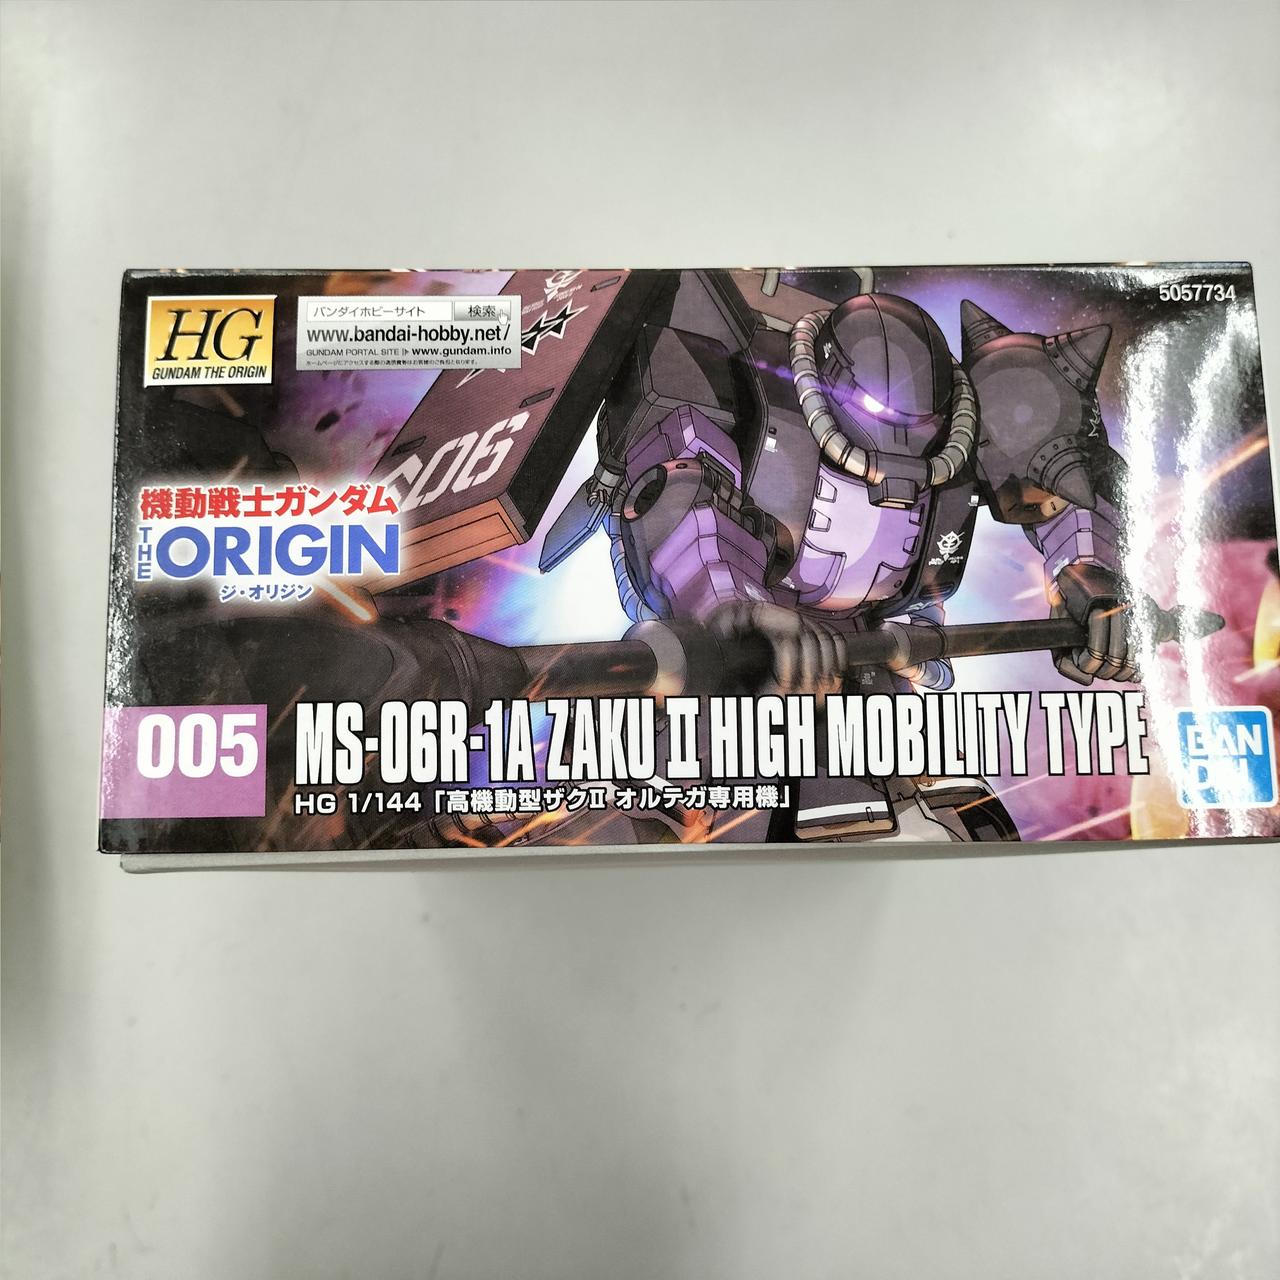 5057734
HG
GUNDAM THE ORIGIN
バンダイホビーサイト 検索
www.bandai-hobby.net/
GUNDAM PORTAL SITE www.gundam.info
006
機動戦士ガンダム
THE ORIGIN
ジ・オリジン
005
MS-06R-1A ZAKU II HIGH MOBILITY TYPE
HG 1/144「高機動型ザクII オルテガ専用機」
BAN
DAI